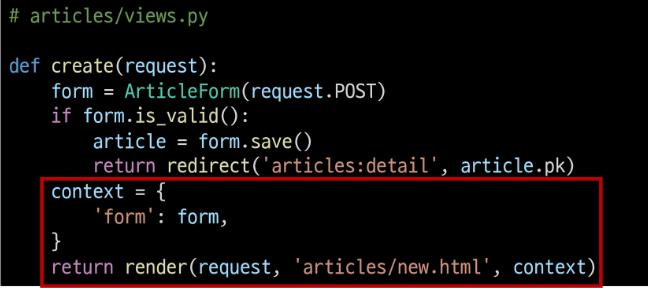 # articles/views.py
def create(request):
    form = ArticleForm(request.POST)
    if form.is_valid():
        article = form.save()
        return redirect('articles:detail', article.pk)
    context = {
        'form': form,
    }
    return render(request, 'articles/new.html', context)